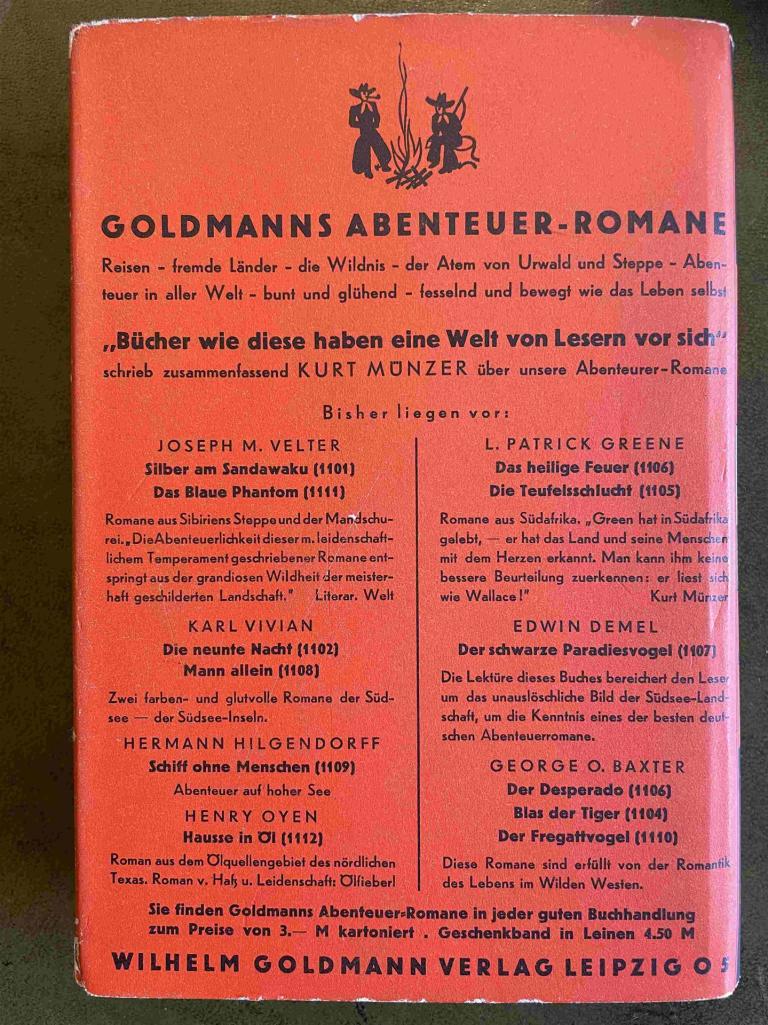 GOLDMANNS ABENTEUER-ROMANE
Reisen - fremde Länder - die Wildnis - der Atem von Urwald und Steppe - Aben-
teuer in aller Welt - bunt und glühend - fesselnd und bewegt wie das Leben selbst
„Bücher wie diese haben eine Welt von Lesern vor sich"
schrieb zusammenfassend KURT MÜNZER über unsere Abenteurer-Romane
Bisher liegen vor:
JOSEPH M. VELTER
Silber am Sandawaku (1101)
Das Blaue Phantom (1111)
Romane aus Sibiriens Steppe und der Mandschu-
rei. „Die Abenteuerlichkeit dieser m. leidenschaft-
lichem Temperament geschriebener Romane ent-
springt aus der grandiosen Wildheit der meister-
haft geschilderten Landschaft." Literar. Welt
KARL VIVIAN
Die neunte Nacht (1102)
Mann allein (1108)
Zwei farben- und glutvolle Romane der Süd-
see — der Südsee-Inseln.
HERMANN HILGENDORFF
Schiff ohne Menschen (1109)
Abenteuer auf hoher See
HENRY OYEN
Hausse in Öl (1112)
Roman aus dem Ölquellengebiet des nördlichen
Texas. Roman v. Haß u. Leidenschaft: Ölfieber!
L. PATRICK GREENE
Das heilige Feuer (1106)
Die Teufelsschlucht (1105)
Romane aus Südafrika. „Green hat in Südafrika
gelebt, — er hat das Land und seine Menschen
mit dem Herzen erkannt. Man kann ihm keine
bessere Beurteilung zuerkennen: er liest sich
wie Wallace!" Kurt Münzer
EDWIN DEMEL
Der schwarze Paradiesvogel (1107)
Die Lektüre dieses Buches bereichert den Leser
um das unauslöschliche Bild der Südsee-Land-
schaft, um die Kenntnis eines der besten deut-
schen Abenteuerromane.
GEORGE O. BAXTER
Der Desperado (1106)
Blas der Tiger (1104)
Der Fregattvogel (1110)
Diese Romane sind erfüllt von der Romantik
des Lebens im Wilden Westen.
Sie finden Goldmanns Abenteuer-Romane in jeder guten Buchhandlung
zum Preise von 3.— M kartoniert . Geschenkband in Leinen 4.50 M
WILHELM GOLDMANN VERLAG LEIPZIG O 5